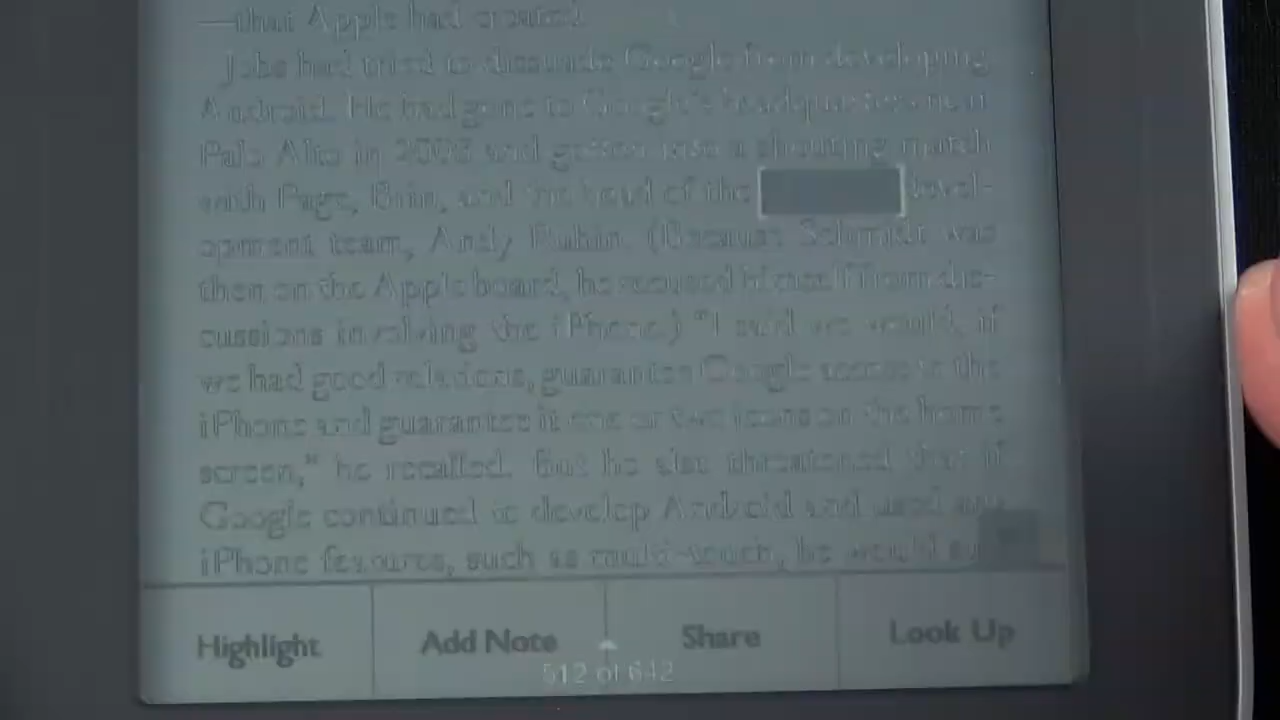 —that Apple had created.
Jobs had tried to dissuade Google from developing
Android. He had gone to Google's headquarters near
Palo Alto in 2008 and gotten into a shouting match
with Page, Brin, and the head of the devel-
opment team, Andy Rubin. (Because Schmidt was
then on the Apple board, he recused himself from dis-
cussions involving the iPhone.) "I said we would, if
we had good relations, guarantee Google access to the
iPhone and guarantee it one or two icons on the home
screen," he recalled. But he also threatened that if
Google continued to develop Android and used any
iPhone features, such as multi-touch, he would
Highlight Add Note Share Look Up
512 of 642